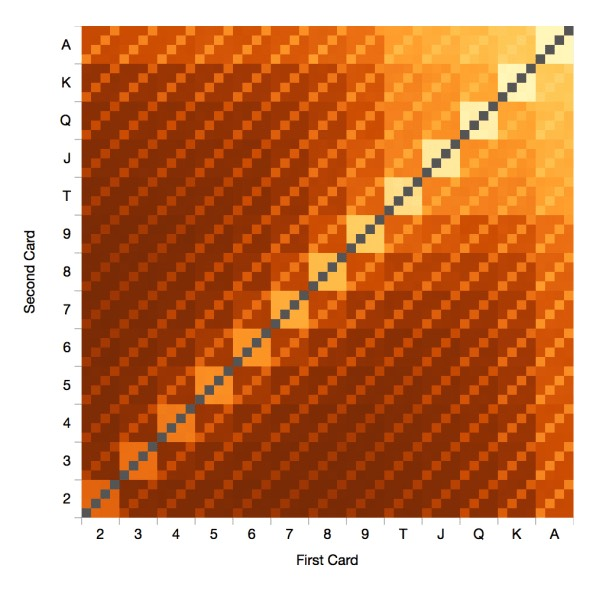 A
K
Q
J
T
9
8
7
6
5
4
3
2
Second Card
2 3 4 5 6 7 8 9 T J Q K A
First Card